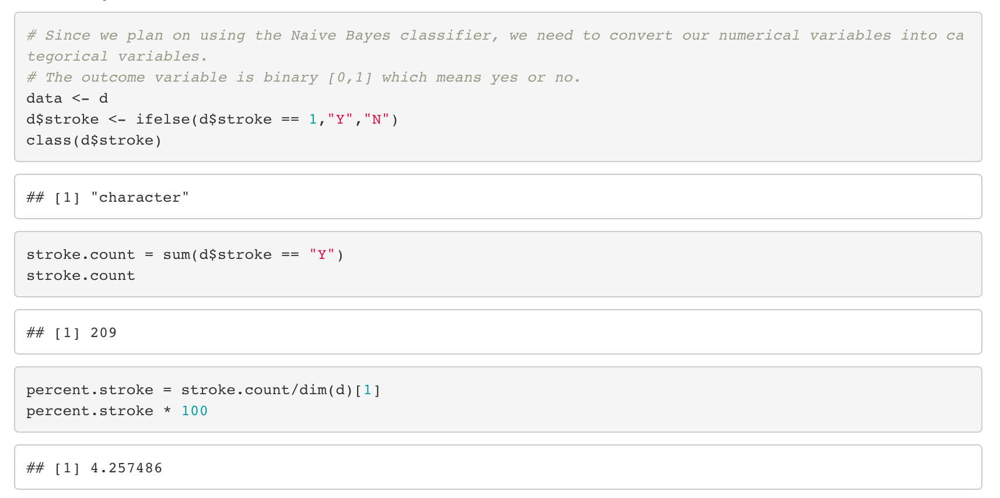 # Since we plan on using the Naive Bayes classifier, we need to convert our numerical variables into ca
tegorical variables.
# The outcome variable is binary [0,1] which means yes or no.
data <- d
d$stroke <- ifelse(d$stroke == 1,"Y","N")
class(d$stroke)
## [1] "character"
stroke.count = sum(d$stroke == "Y")
stroke.count
## [1] 209
percent.stroke = stroke.count/dim(d)[1]
percent.stroke * 100
## [1] 4.257486